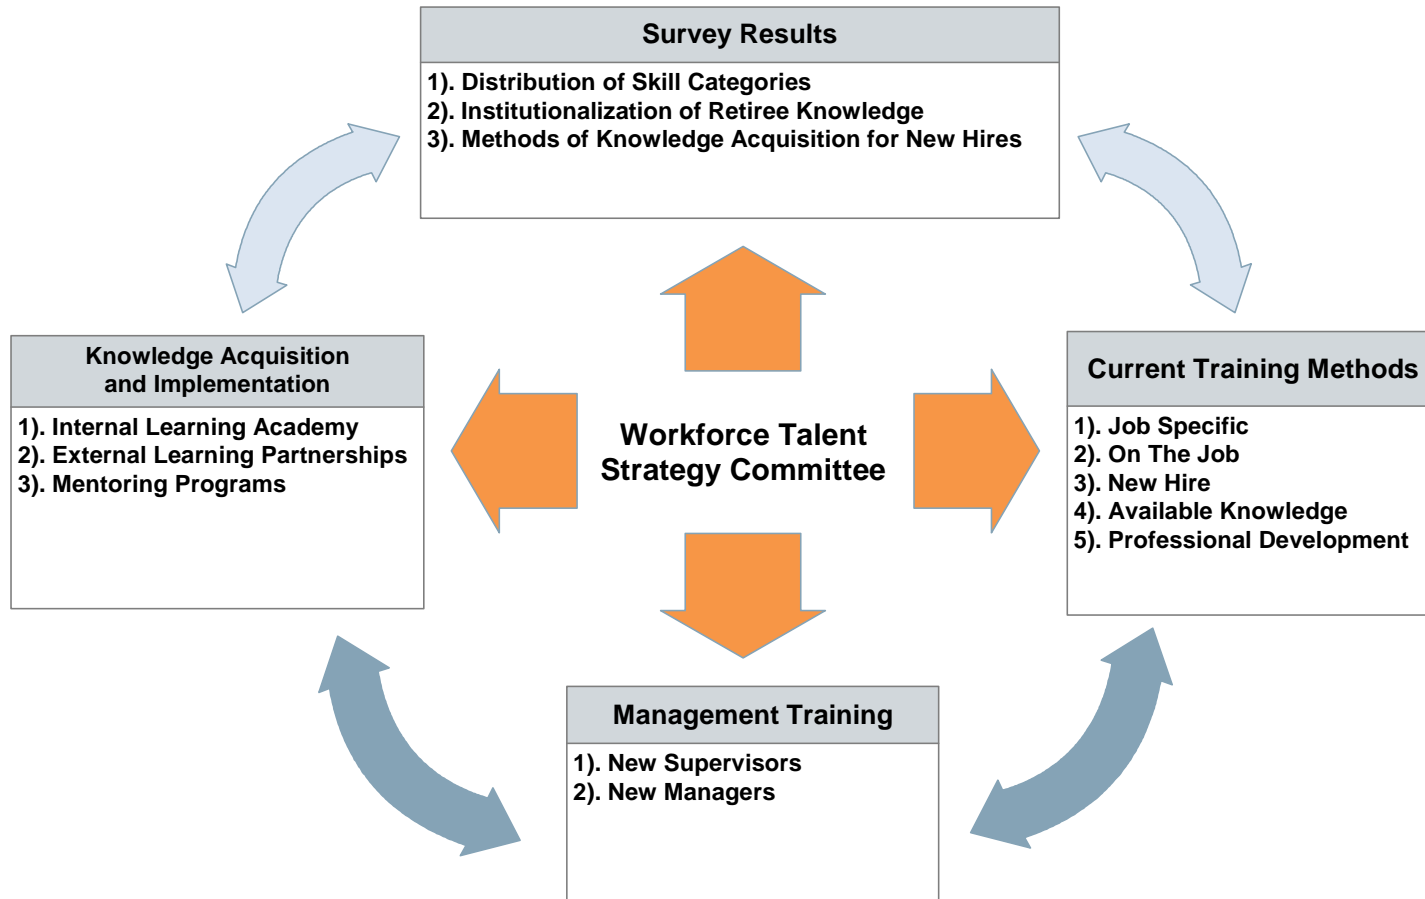 Survey Results
1). Distribution of Skill Categories
2). Institutionalization of Retiree Knowledge
3). Methods of Knowledge Acquisition for New Hires
Knowledge Acquisition
and Implementation
1). Internal Learning Academy
2). External Learning Partnerships
3). Mentoring Programs
Workforce Talent
Strategy Committee
Current Training Methods
1). Job Specific
2). On The Job
3). New Hire
4). Available Knowledge
5). Professional Development
Management Training
1). New Supervisors
2). New Managers